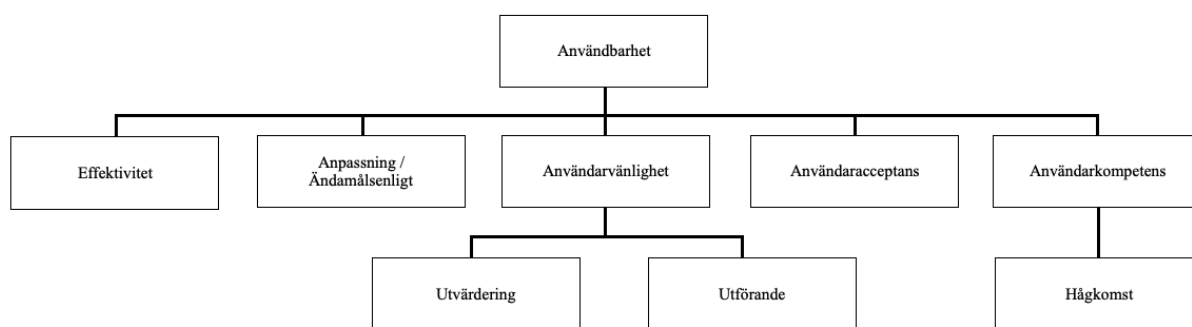 Användbarhet
Effektivitet
Anpassning /
Ändamålsenligt
Användarvänlighet
Användaracceptans
Användarkompetens
Utvärdering
Utförande
Hågkomst